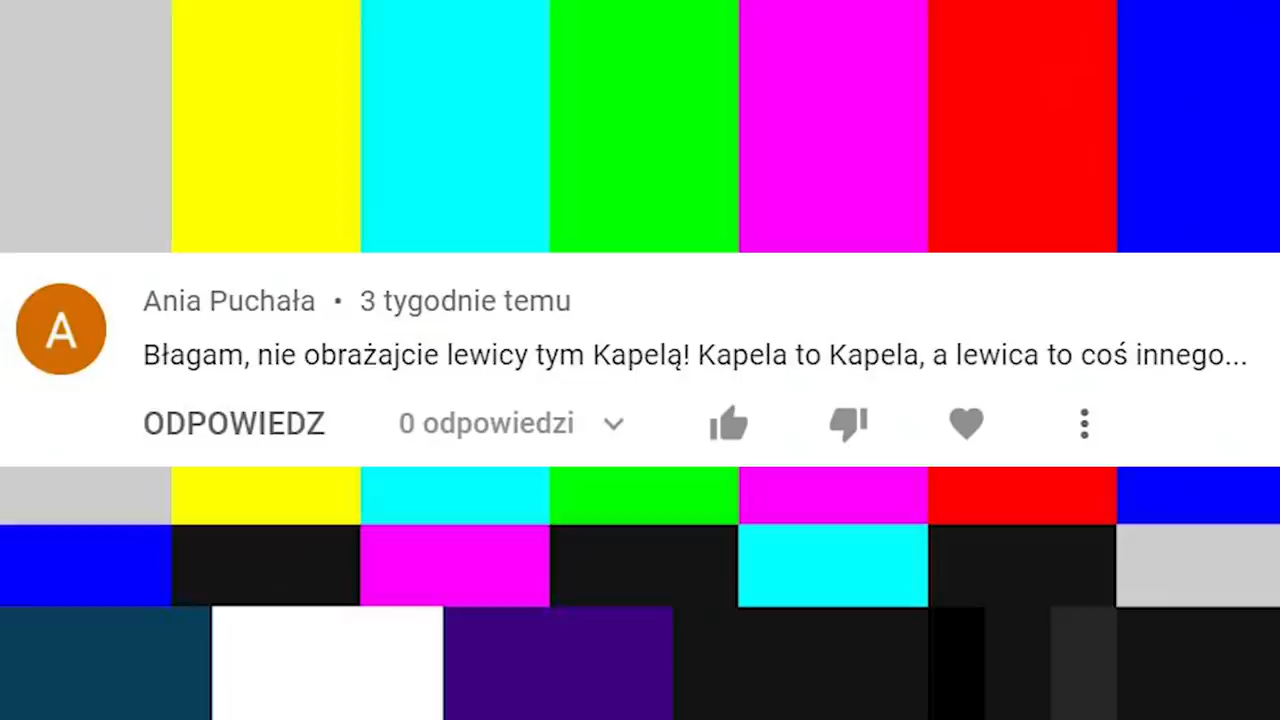 A
Ania Puchała • 3 tygodnie temu
Błagam, nie obrażajcie lewicy tym Kapelą! Kapela to Kapela, a lewica to coś innego...
ODPOWIEDZ 0 odpowiedzi